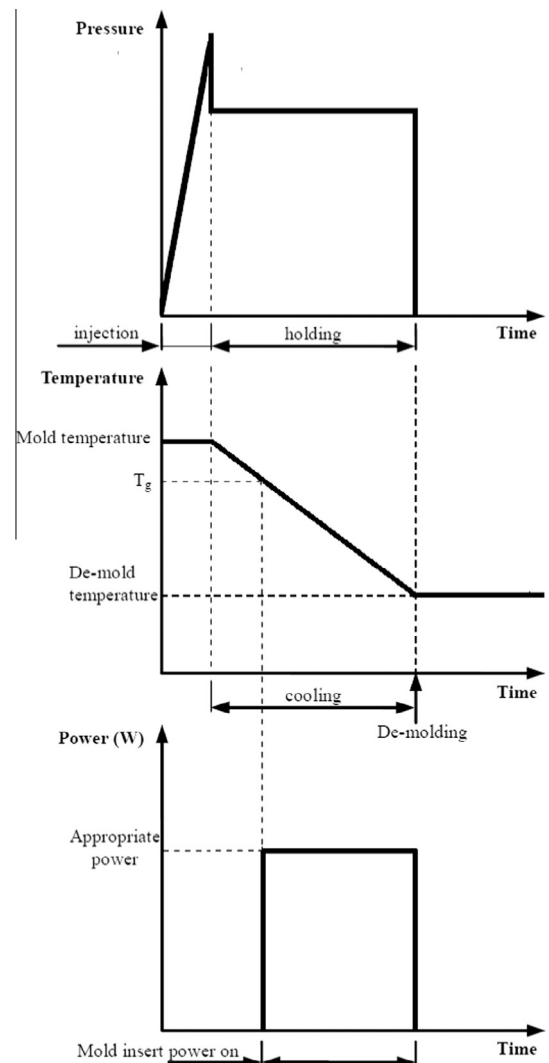 Pressure
injection
holding
Time
Temperature
Mold temperature
Tg
De-mold
temperature
cooling
Time
De-molding
Power (W)
Appropriate
power
Time
Mold insert power on